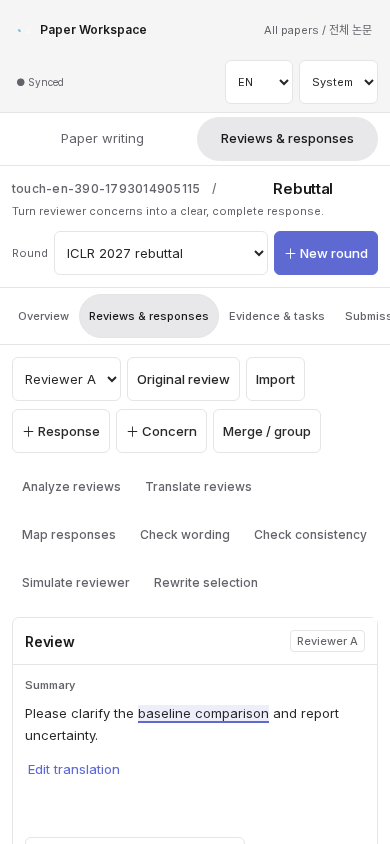 Paper Workspace
All papers / 전체 논문
Synced
EN
System
Paper writing
Reviews & responses
touch-en-390-1793014905115 /
Rebuttal
Turn reviewer concerns into a clear, complete response.
Round
ICLR 2027 rebuttal
+ New round
Overview
Reviews & responses
Evidence & tasks
Submiss
Reviewer A
Original review
Import
+ Response
+ Concern
Merge / group
Analyze reviews
Translate reviews
Map responses
Check wording
Check consistency
Simulate reviewer
Rewrite selection
Review
Reviewer A
Summary
Please clarify the baseline comparison and report
uncertainty.
Edit translation